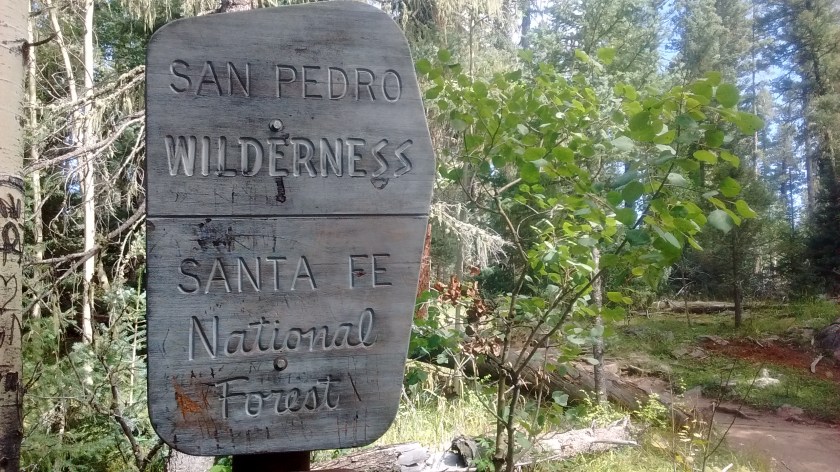 SAN PEDRO
WILDERNESS
SANTA FE
National
Forest